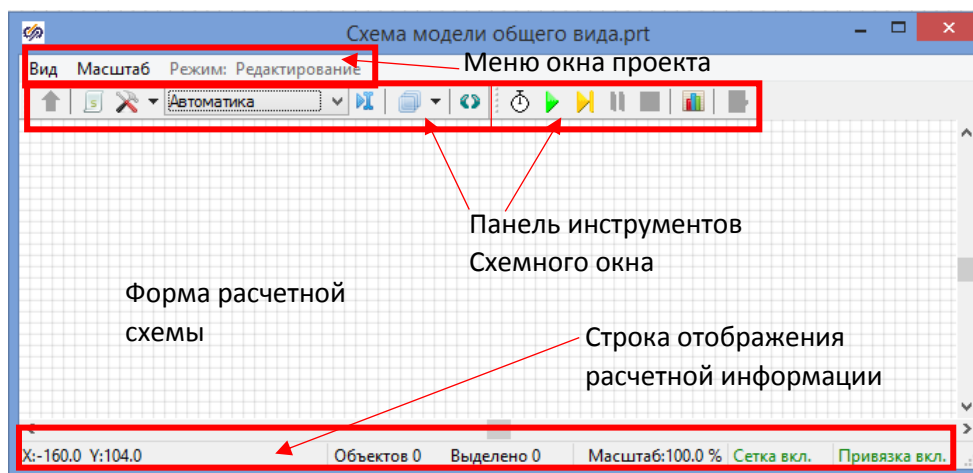 Схема модели общего вида.prt
Вид Масштаб Режим: Редактирование
Меню окна проекта
Автоматика
Панель инструментов
Схемного окна
Форма расчетной
схемы
Строка отображения
расчетной информации
X:-160.0 Y:104.0 Объектов 0 Выделено 0 Масштаб:100.0 % Сетка вкл. Привязка вкл.